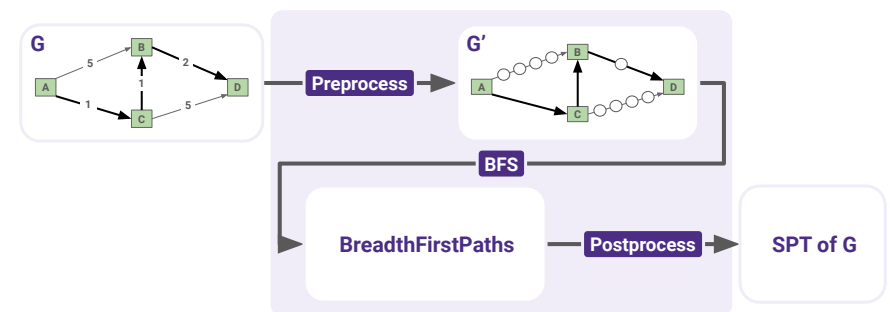 G
B
5
2
A
1
D
1
5
C
Preprocess
G’
B
A
D
C
BFS
BreadthFirstPaths
Postprocess
SPT of G